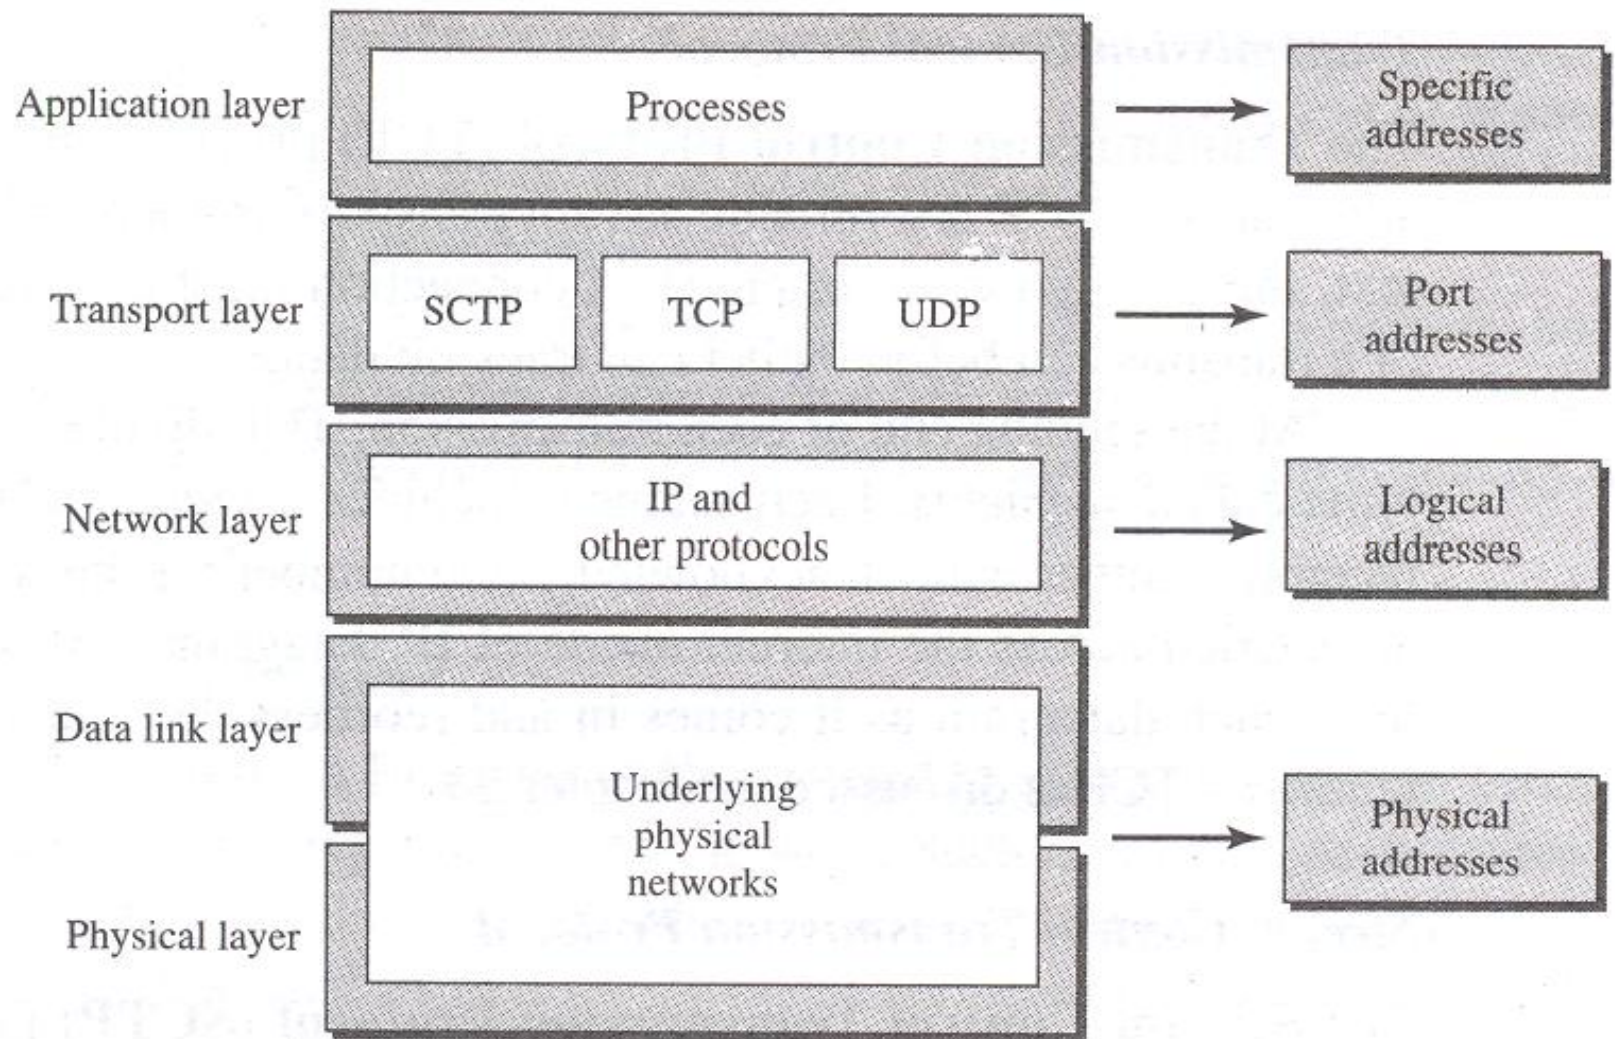 Application layer
Processes
Specific
addresses
Transport layer
SCTP
TCP
UDP
Port
addresses
Network layer
IP and
other protocols
Logical
addresses
Data link layer
Underlying
physical
networks
Physical
addresses
Physical layer